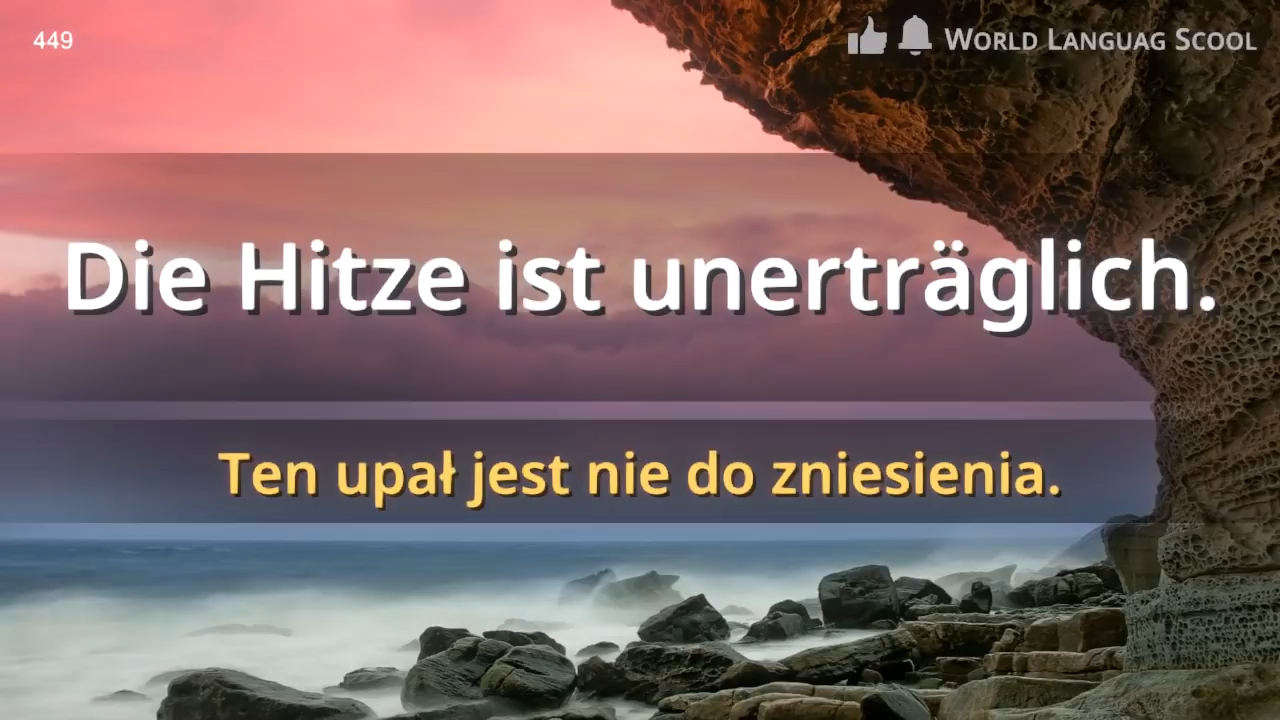 449
WORLD LANGUAG SCOOL
Die Hitze ist unerträglich.
Ten upał jest nie do zniesienia.